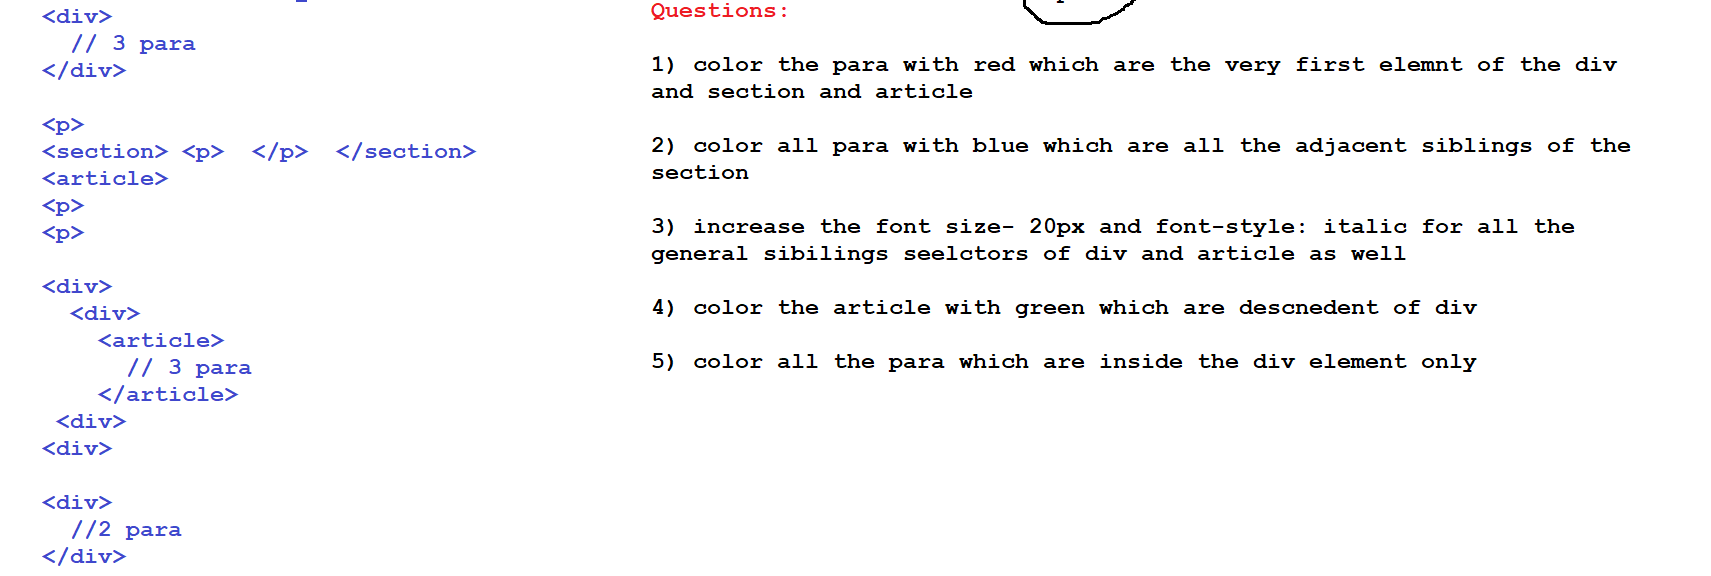 <div>
// 3 para
</div>
<p>
<section> <p>  </p>  </section>
<article>
<p>
<p>
<div>
<div>
<article>
// 3 para
</article>
<div>
<div>
<div>
//2 para
</div>
Questions:
1) color the para with red which are the very first elemnt of the div
and section and article
2) color all para with blue which are all the adjacent siblings of the
section
3) increase the font size- 20px and font-style: italic for all the
general sibilings seelctors of div and article as well
4) color the article with green which are descnedent of div
5) color all the para which are inside the div element only